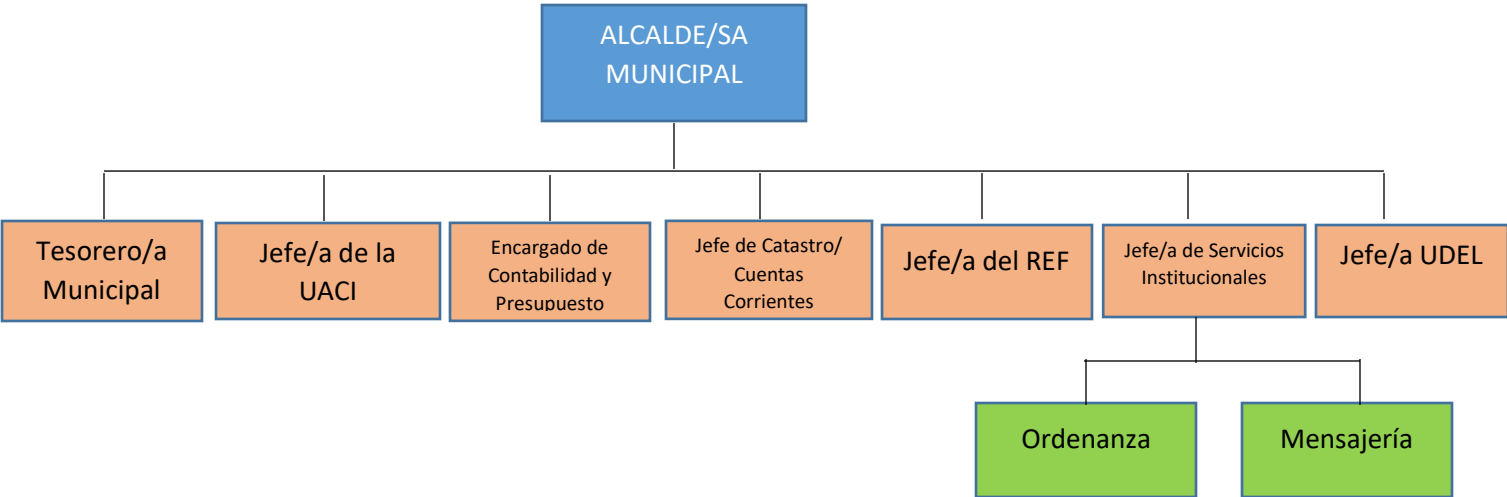 ALCALDE/SA
MUNICIPAL
Tesorero/a
Municipal
Jefe/a de la
UACI
Encargado de
Contabilidad y
Presupuesto
Jefe de Catastro/
Cuentas
Corrientes
Jefe/a del REF
Jefe/a de Servicios
Institucionales
Jefe/a UDEL
Ordenanza
Mensajería